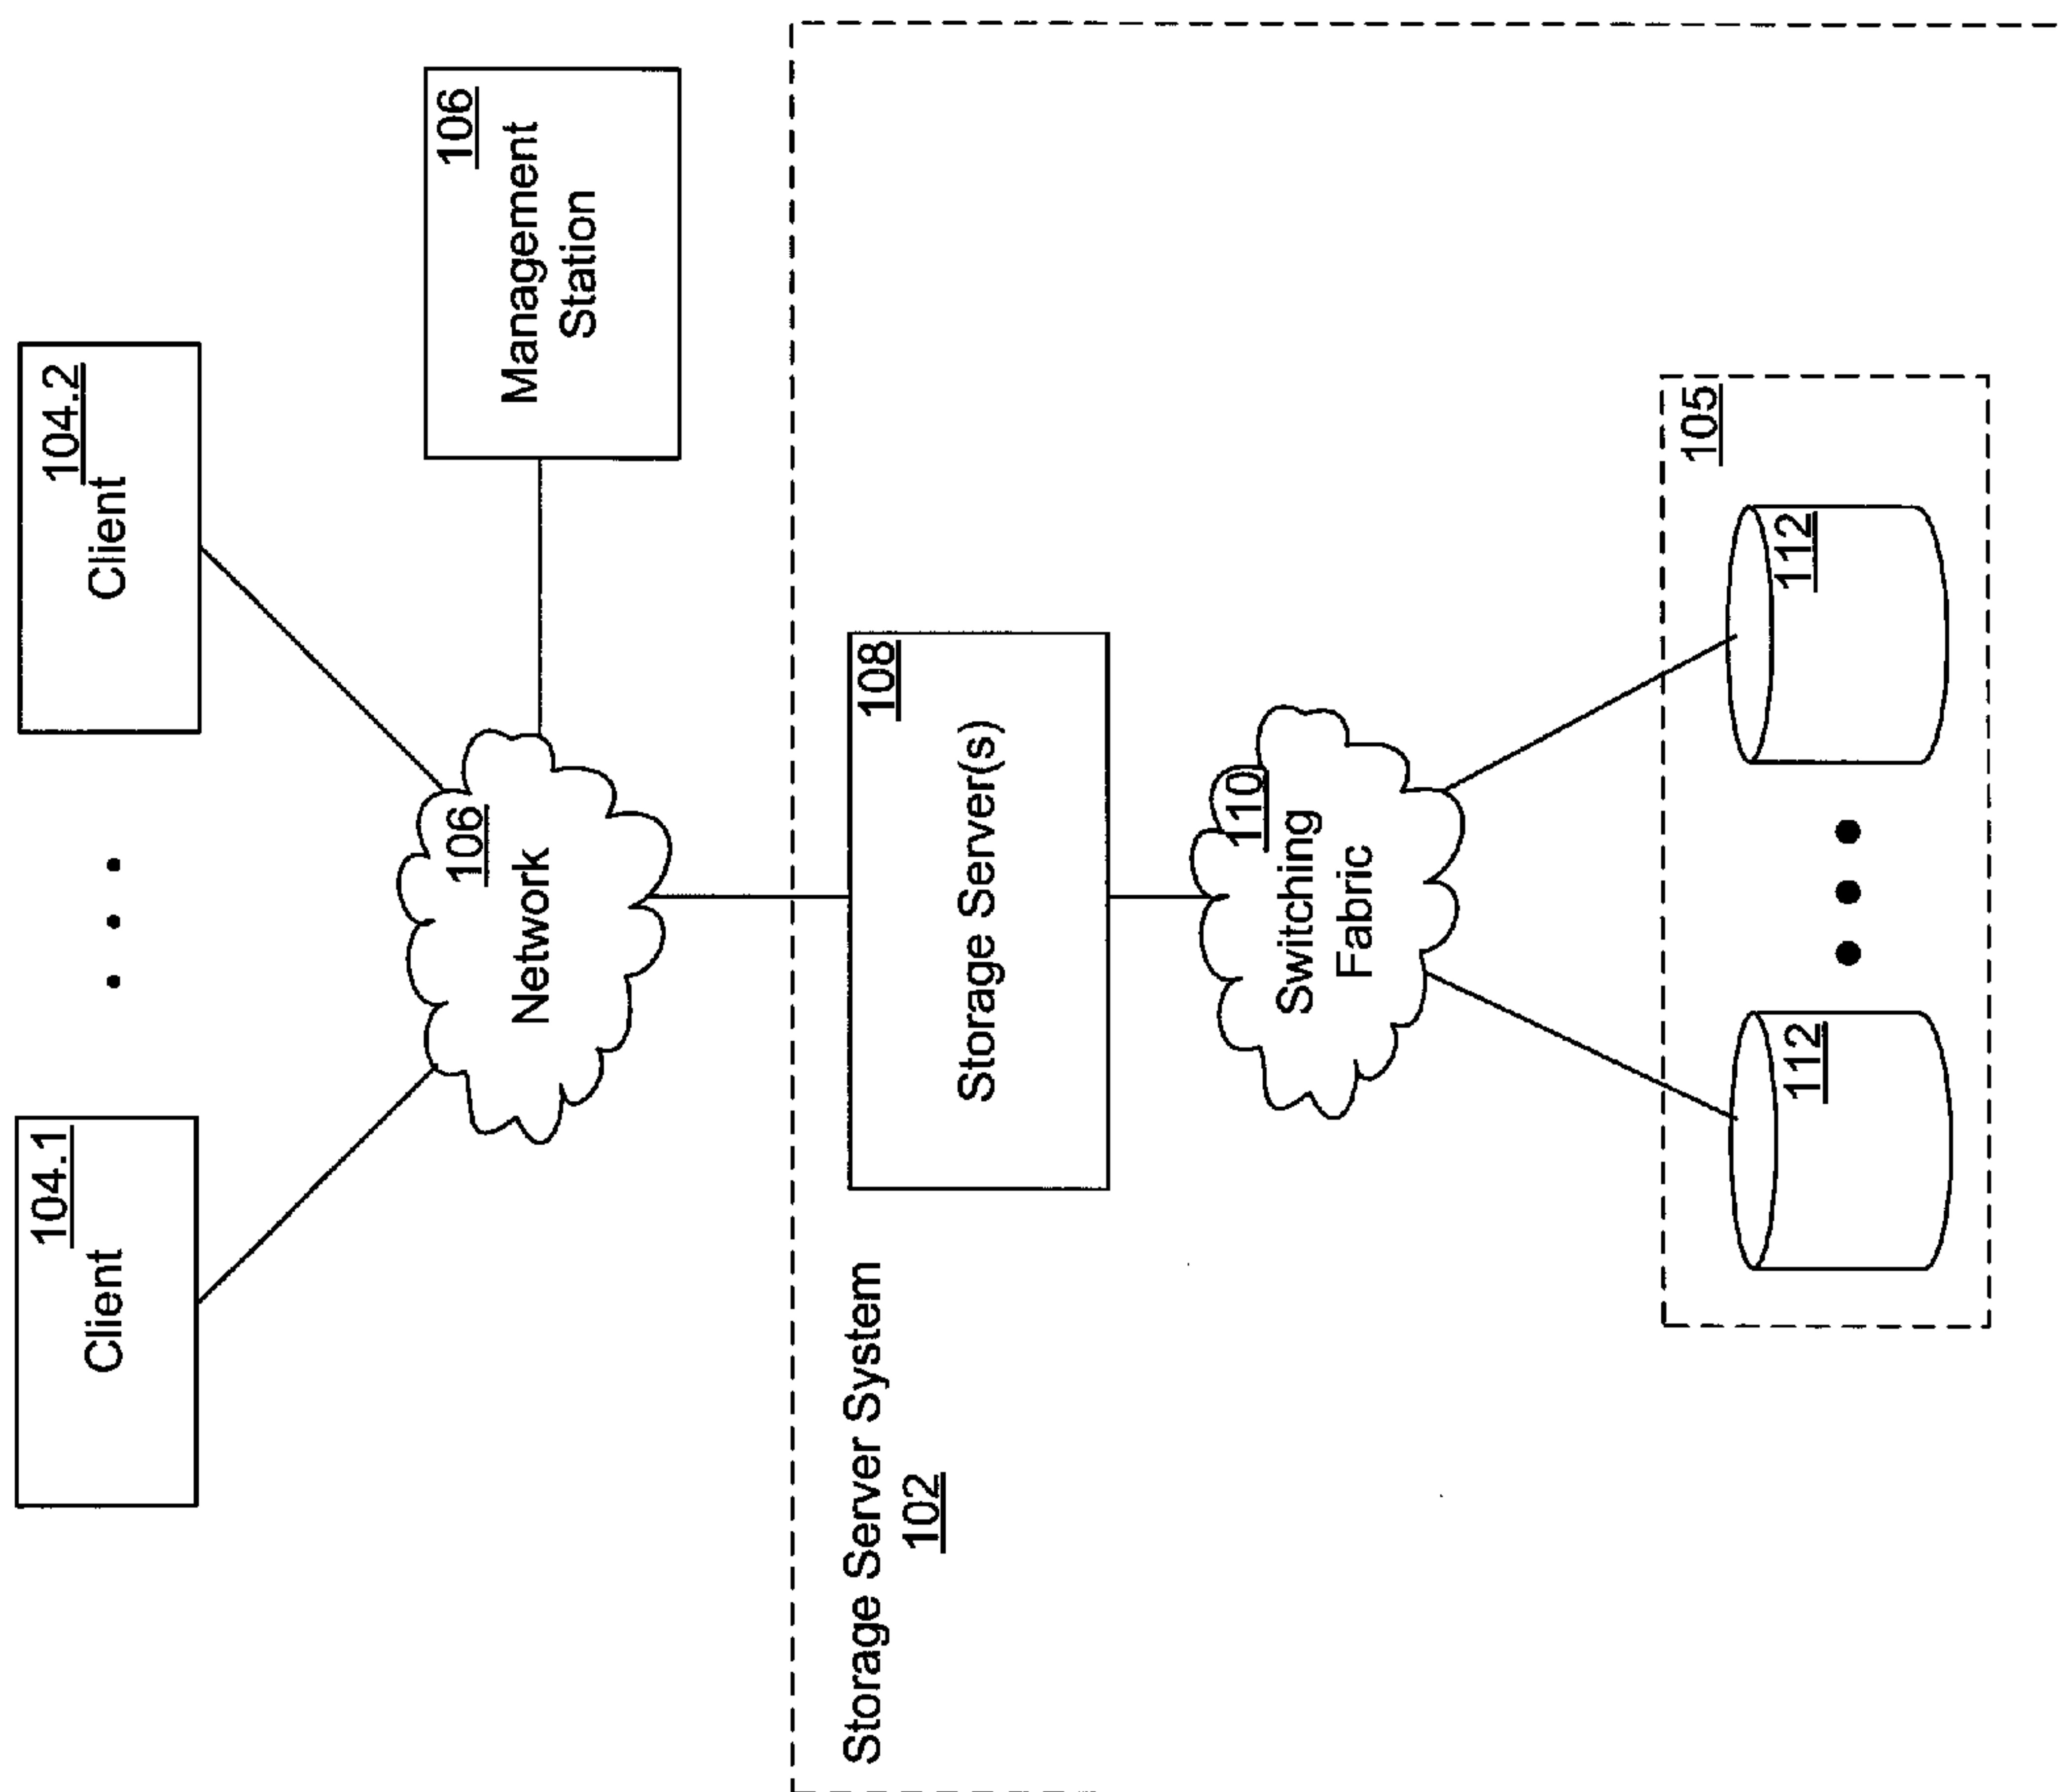 104.1
Client
104.2
Client
106
Network
106
Management
Station
Storage Server System
102
108
Storage Server(s)
110
Switching
Fabric
105
112
112